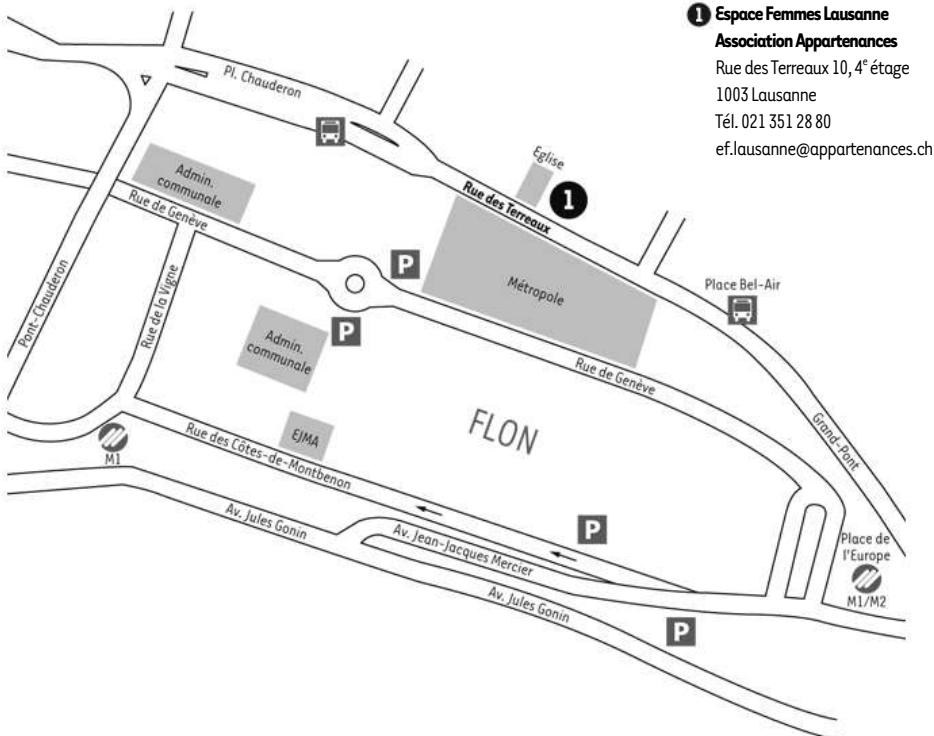 1 Espace Femmes Lausanne
Association Appartenances
Rue des Terreaux 10, 4e étage
1003 Lausanne
Tél. 021 351 28 80
ef.lausanne@appartenances.ch
Pl. Chauderon
Eglise
Admin.
communale
Rue des Terreaux
1
Rue de Genève
P
Métropole
Place Bel-Air
Pont-Chauderon
Rue de la Vigne
P
Admin.
communale
Rue de Genève
FLON
Grand-Pont
EJMA
M1
Rue des Côtes-de-Montbenon
Av. Jules Gonin
Av. Jean-Jacques Mercier
P
Place de
l'Europe
M1/M2
Av. Jules Gonin
P